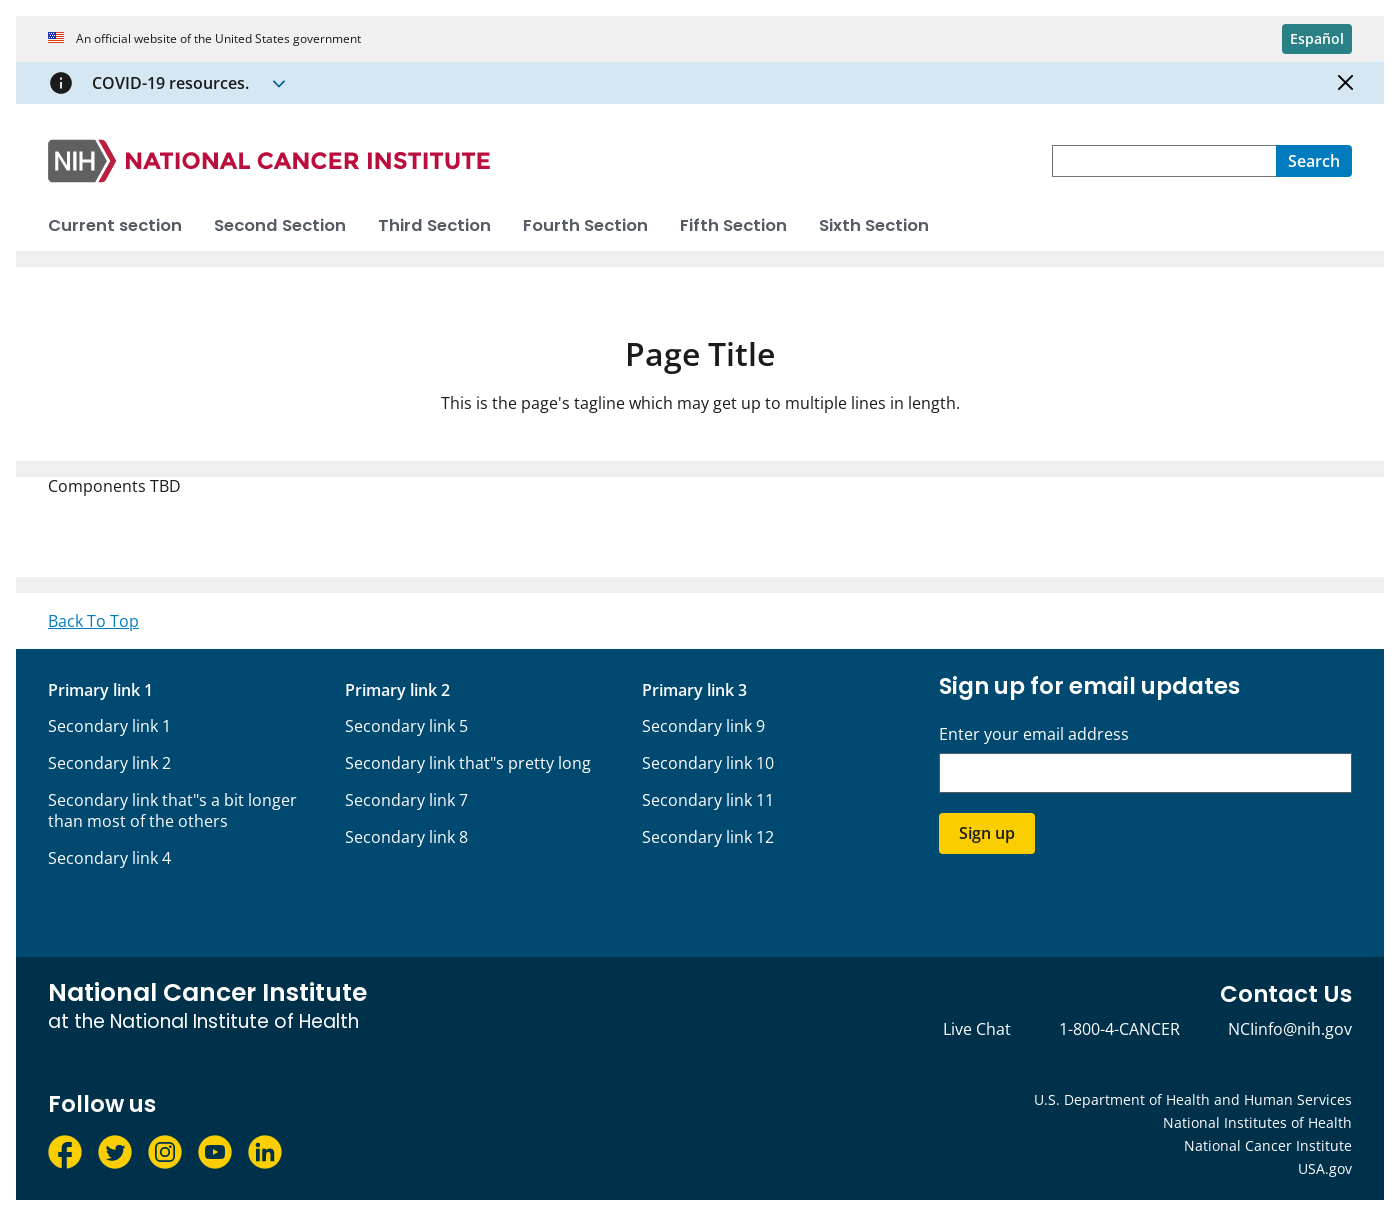 An official website of the United States government
Español
COVID-19 resources.
NIH NATIONAL CANCER INSTITUTE
Search
Current section Second Section Third Section Fourth Section Fifth Section Sixth Section
Page Title
This is the page's tagline which may get up to multiple lines in length.
Components TBD
Back To Top
Primary link 1
Secondary link 1
Secondary link 2
Secondary link that"s a bit longer
than most of the others
Secondary link 4
Primary link 2
Secondary link 5
Secondary link that"s pretty long
Secondary link 7
Secondary link 8
Primary link 3
Secondary link 9
Secondary link 10
Secondary link 11
Secondary link 12
Sign up for email updates
Enter your email address
Sign up
National Cancer Institute
at the National Institute of Health
Contact Us
Live Chat 1-800-4-CANCER NCIinfo@nih.gov
Follow us
U.S. Department of Health and Human Services
National Institutes of Health
National Cancer Institute
USA.gov